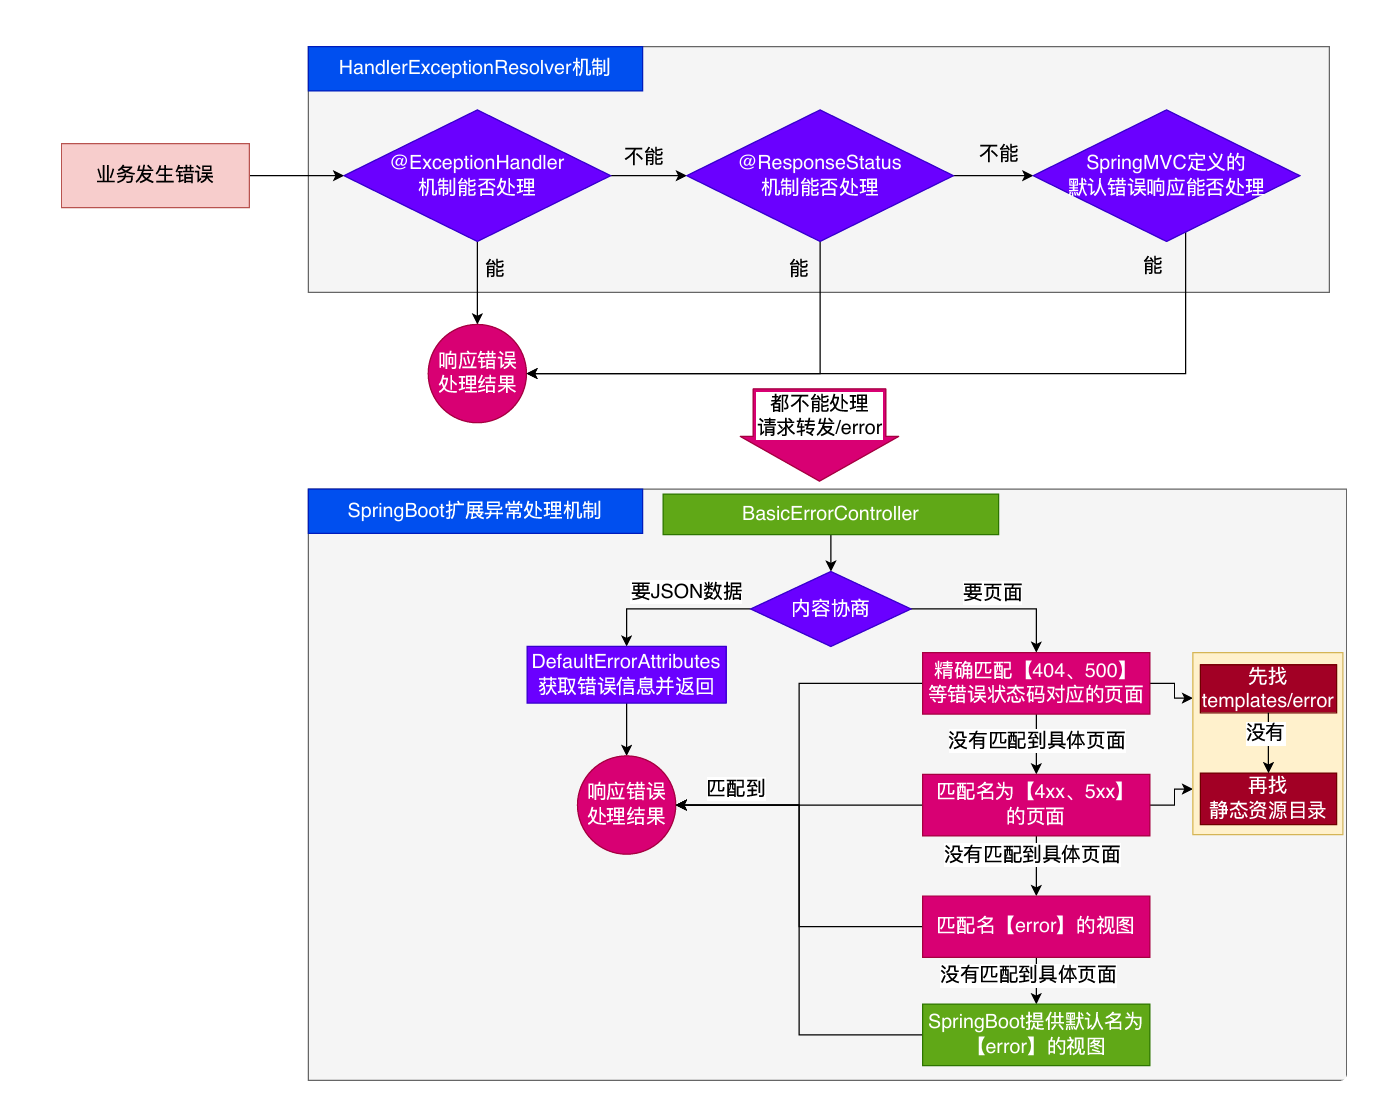 HandlerExceptionResolver机制
业务发生错误
@ExceptionHandler
机制能否处理
不能
@ResponseStatus
机制能否处理
不能
SpringMVC定义的
默认错误响应能否处理
能
能
能
响应错误
处理结果
都不能处理
请求转发/error
SpringBoot扩展异常处理机制
BasicErrorController
要JSON数据
内容协商
要页面
DefaultErrorAttributes
获取错误信息并返回
精确匹配【404、500】
等错误状态码对应的页面
先找
templates/error
没有
再找
静态资源目录
没有匹配到具体页面
响应错误
处理结果
匹配到
匹配名为【4xx、5xx】
的页面
没有匹配到具体页面
匹配名【error】的视图
没有匹配到具体页面
SpringBoot提供默认名为
【error】的视图